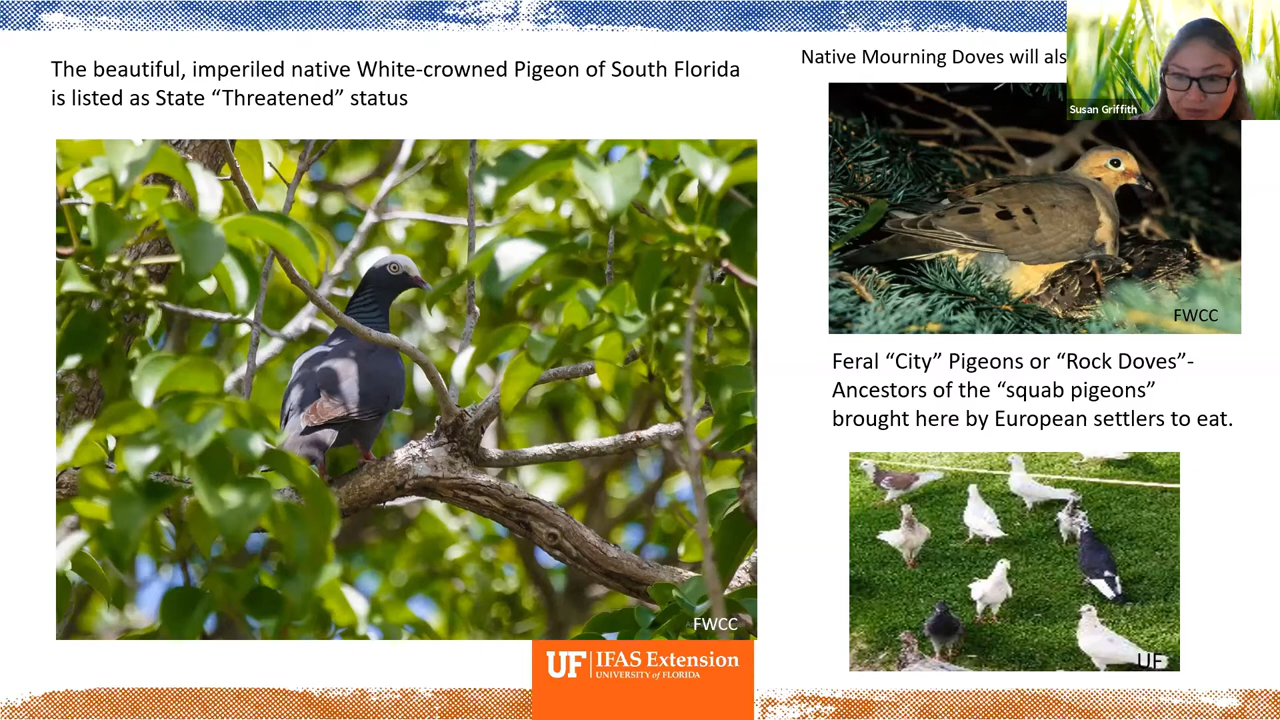 The beautiful, imperiled native White-crowned Pigeon of South Florida
is listed as State “Threatened” status
FWCC
Native Mourning Doves will als
Susan Griffith
FWCC
Feral “City” Pigeons or “Rock Doves”-
Ancestors of the “squab pigeons”
brought here by European settlers to eat.
UF
UF IFAS Extension
UNIVERSITY of FLORIDA